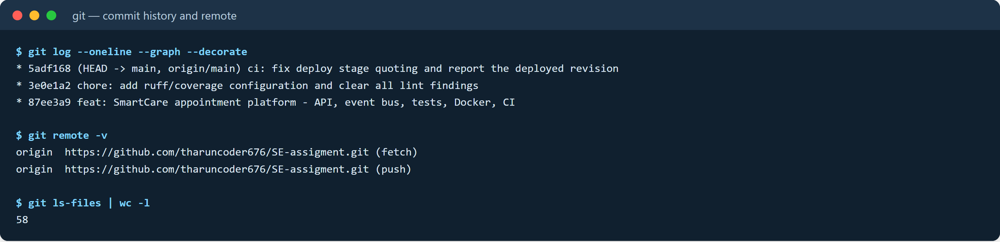 git — commit history and remote
$ git log --oneline --graph --decorate
* 5adf168 (HEAD -> main, origin/main) ci: fix deploy stage quoting and report the deployed revision
* 3e0e1a2 chore: add ruff/coverage configuration and clear all lint findings
* 87ee3a9 feat: SmartCare appointment platform - API, event bus, tests, Docker, CI
$ git remote -v
origin  https://github.com/tharuncoder676/SE-assigment.git (fetch)
origin  https://github.com/tharuncoder676/SE-assigment.git (push)
$ git ls-files | wc -l
58